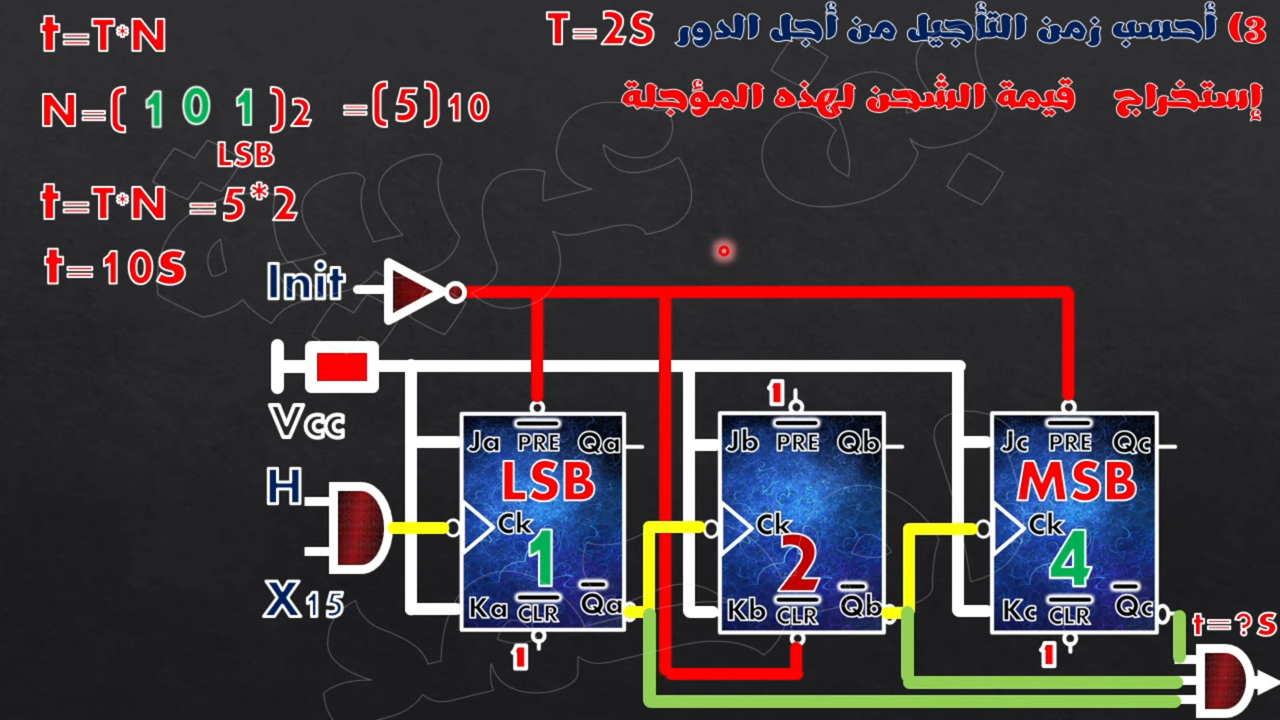 3) أحسب زمن التأجيل من أجل الدور T=2S
إستخراج قيمة الشحن لهذه المؤجلة
t=T*N
N=( 1 0 1 )2 =(5)10
LSB
t=T*N =5*2
t=10S
Init
Vcc
H
X15
Ja PRE Qa
LSB
Ck
1
Ka CLR Qa
1
1
Jb PRE Qb
Ck
2
Kb CLR Qb
Jc PRE Qc
MSB
Ck
4
Kc CLR Qc
1
t=?S